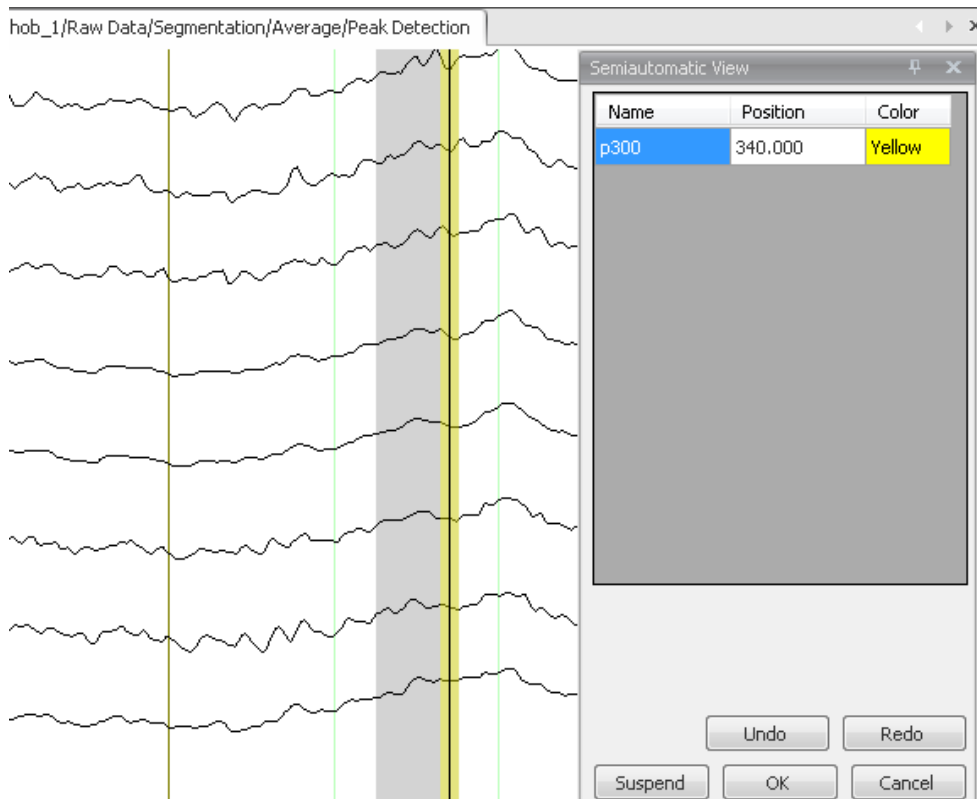 hob_1/Raw Data/Segmentation/Average/Peak Detection
Semiautomatic View
Name Position Color
p300 340.000 Yellow
Undo Redo
Suspend OK Cancel